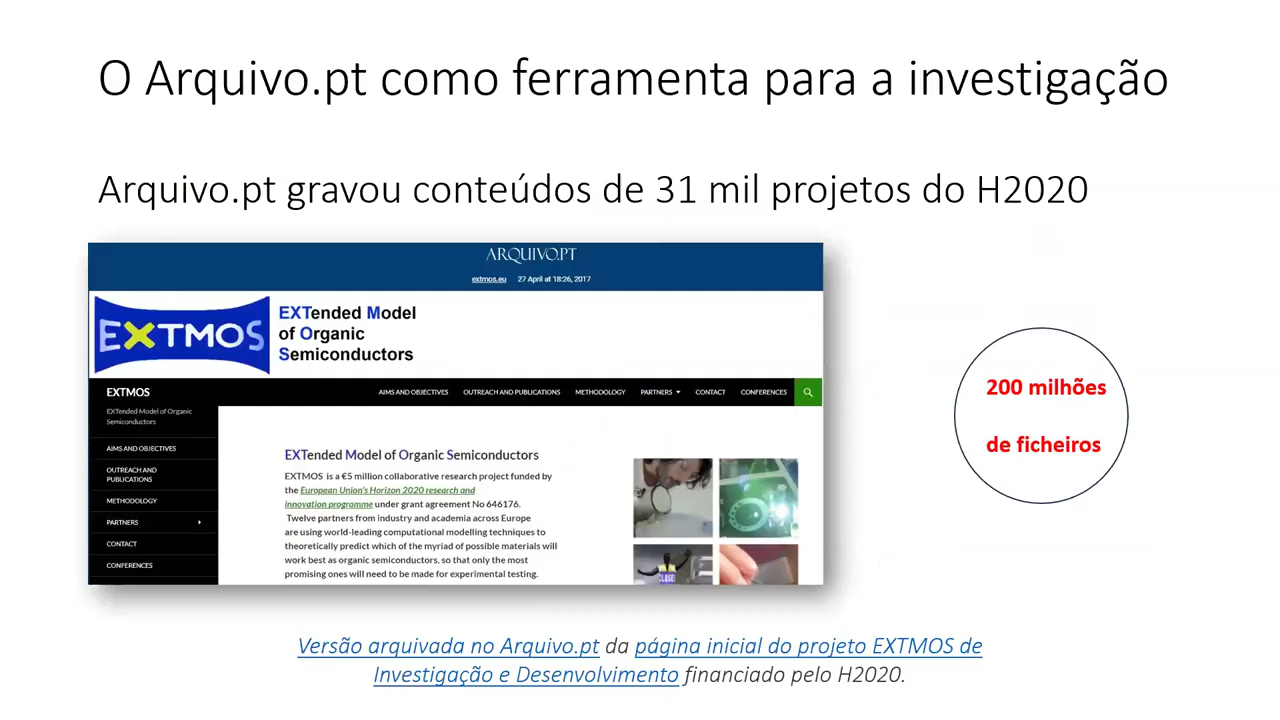 O Arquivo.pt como ferramenta para a investigação
Arquivo.pt gravou conteúdos de 31 mil projetos do H2020
ARQUIVO.PT
extmos.eu 27 April at 18:26, 2017
EXTMOS
EXTended Model
of Organic
Semiconductors
EXTMOS
EXTended Model of Organic
Semiconductors
AIMS AND OBJECTIVES
OUTREACH AND
PUBLICATIONS
METHODOLOGY
PARTNERS
CONTACT
CONFERENCES
AIMS AND OBJECTIVES OUTREACH AND PUBLICATIONS METHODOLOGY PARTNERS CONTACT CONFERENCES
EXTended Model of Organic Semiconductors
EXTMOS is a €5 million collaborative research project funded by
the European Union's Horizon 2020 research and
innovation programme under grant agreement No 646176.
Twelve partners from industry and academia across Europe
are using world-leading computational modelling techniques to
theoretically predict which of the myriad of possible materials will
work best as organic semiconductors, so that only the most
promising ones will need to be made for experimental testing.
CLOSE
200 milhões
de ficheiros
Versão arquivada no Arquivo.pt da página inicial do projeto EXTMOS de
Investigação e Desenvolvimento financiado pelo H2020.